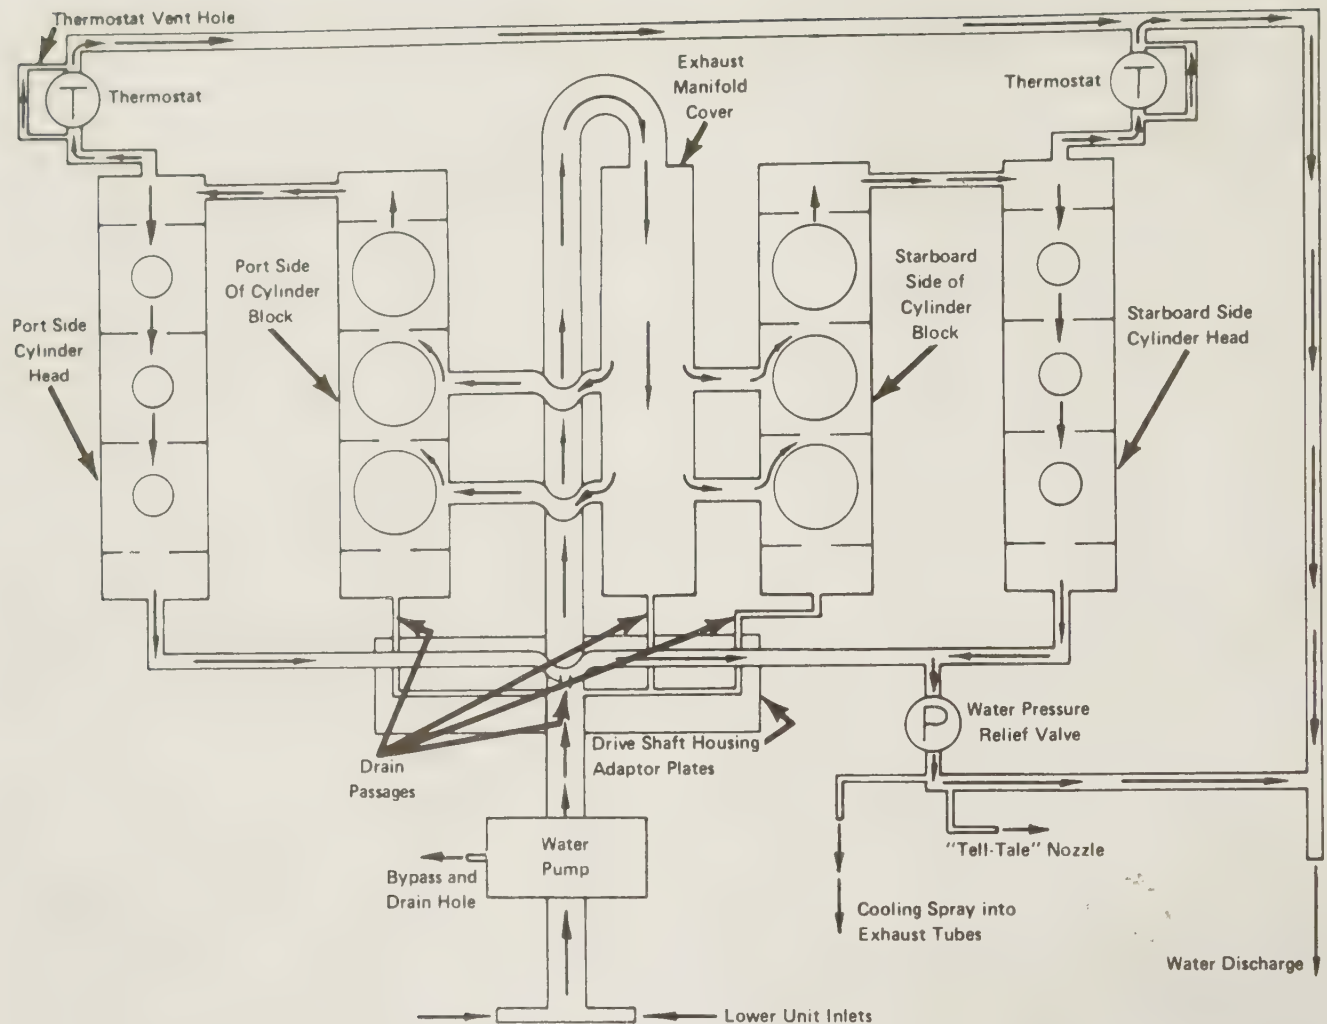 Thermostat Vent Hole
T
Thermostat
Exhaust
Manifold
Cover
Thermostat
T
Port Side
Of Cylinder
Block
Starboard
Side of
Cylinder
Block
Port Side
Cylinder
Head
Starboard Side
Cylinder Head
Drain
Passages
Drive Shaft Housing
Adaptor Plates
P
Water Pressure
Relief Valve
Water
Pump
Bypass and
Drain Hole
"Tell-Tale" Nozzle
Cooling Spray into
Exhaust Tubes
Water Discharge
Lower Unit Inlets